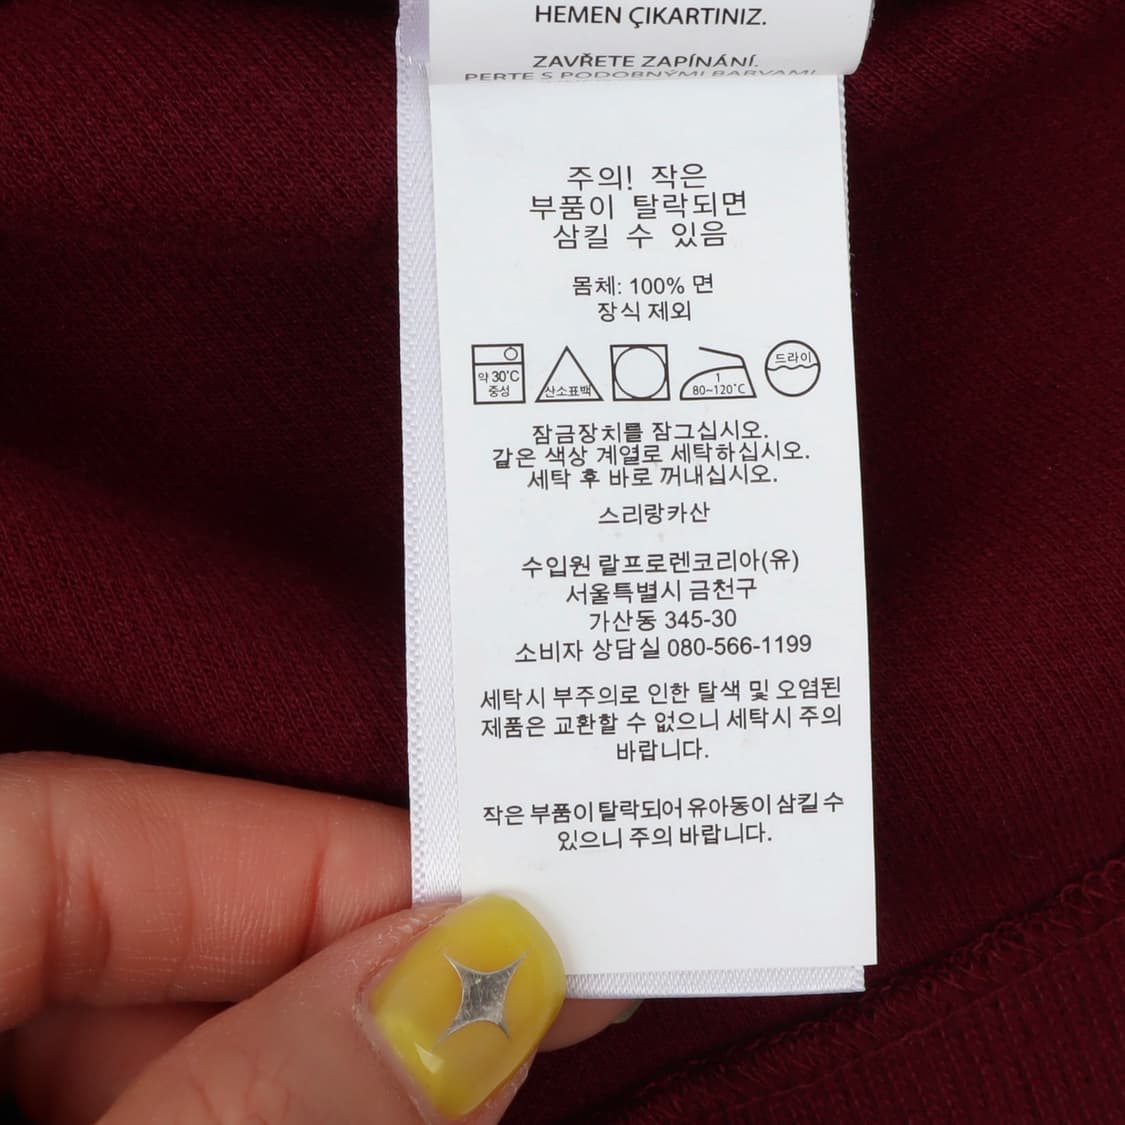 HEMEN ÇIKARTINIZ.
ZAVŘETE ZAPÍNÁNÍ.
PERTE S PODOBNÝMI BARVAMI
주의! 작은
부품이 탈락되면
삼킬 수 있음
몸체: 100% 면
장식 제외
약 30˚C
중성
산소표백
1
80~120˚C
드라이
잠금장치를 잠그십시오.
같은 색상 계열로 세탁하십시오.
세탁 후 바로 꺼내십시오.
스리랑카산
수입원 랄프로렌코리아(유)
서울특별시 금천구
가산동 345-30
소비자 상담실 080-566-1199
세탁시 부주의로 인한 탈색 및 오염된
제품은 교환할 수 없으니 세탁시 주의
바랍니다.
작은 부품이 탈락되어 유아동이 삼킬 수
있으니 주의 바랍니다.